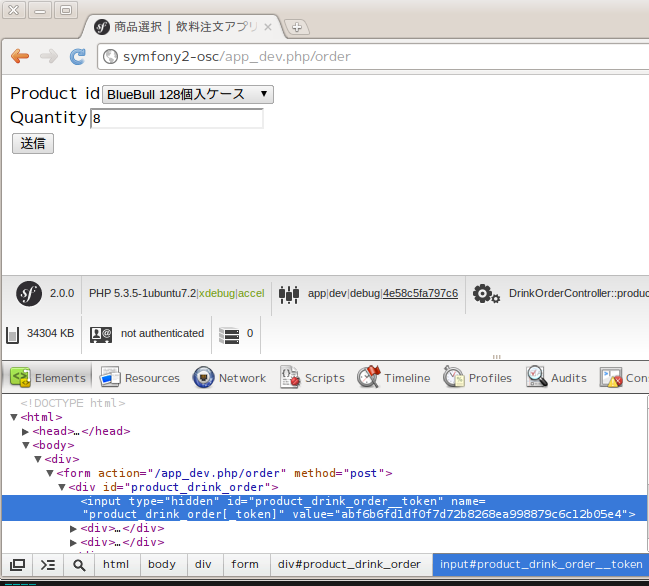 商品選択 | 飲料注文アプリ
symfony2-osc/app_dev.php/order
Product id BlueBull 128個入ケース
Quantity 8
送信
sf 2.0.0 PHP 5.3.5-1ubuntu7.2|xdebug|accel app|dev|debug|4e58c5fa797c6 DrinkOrderController::produc
34304 KB not authenticated 0
Elements Resources Network Scripts Timeline Profiles Audits Con
<!DOCTYPE html>
<html>
<head>…</head>
<body>
<div>
<form action="/app_dev.php/order" method="post">
<div id="product_drink_order">
<input type="hidden" id="product_drink_order__token" name=
"product_drink_order[_token]" value="abf6b6fd1df0f7d72b8268ea998879c6c12b05e4">
<div>…</div>
<div>…</div>
html body div form div#product_drink_order input#product_drink_order__token